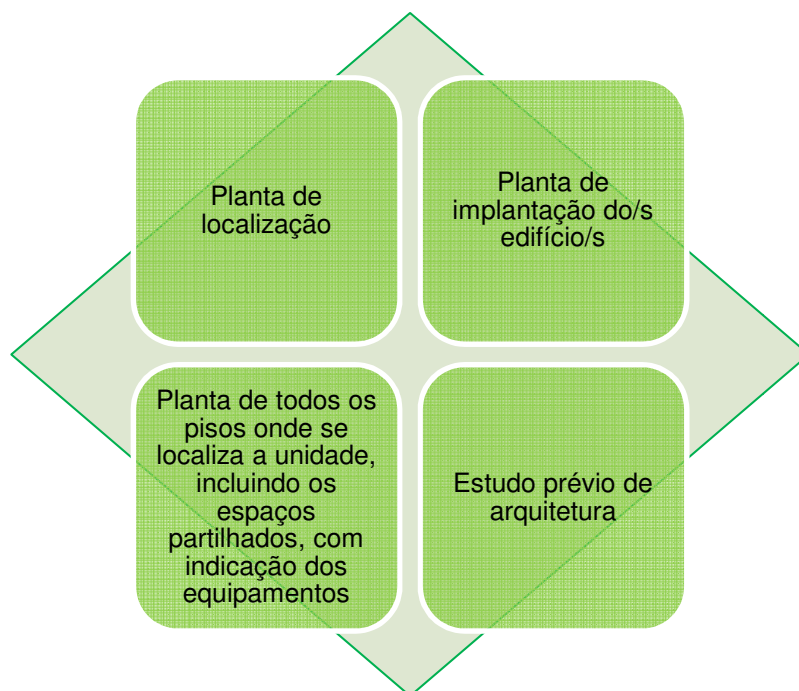 Planta de
localização
Planta de
implantação do/s
edifício/s
Planta de todos os
pisos onde se
localiza a unidade,
incluindo os
espaços
partilhados, com
indicação dos
equipamentos
Estudo prévio de
arquitetura